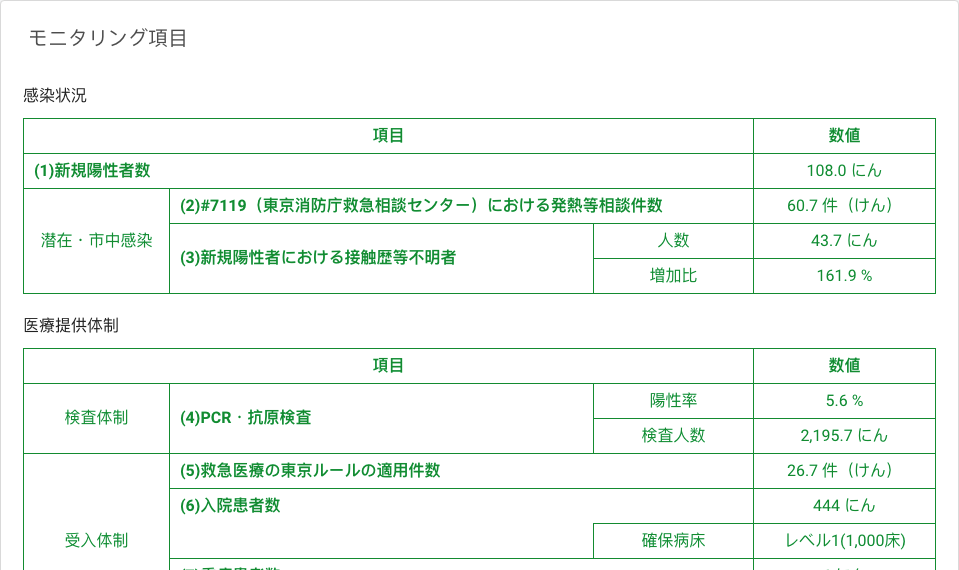 モニタリング項目
感染状況
項目 数値
(1)新規陽性者数 108.0 にん
潜在・市中感染
(2)#7119（東京消防庁救急相談センター）における発熱等相談件数 60.7 件（けん）
(3)新規陽性者における接触歴等不明者
人数 43.7 にん
増加比 161.9 %
医療提供体制
項目 数値
検査体制
(4)PCR・抗原検査
陽性率 5.6 %
検査人数 2,195.7 にん
受入体制
(5)救急医療の東京ルールの適用件数 26.7 件（けん）
(6)入院患者数 444 にん
確保病床 レベル1(1,000床)